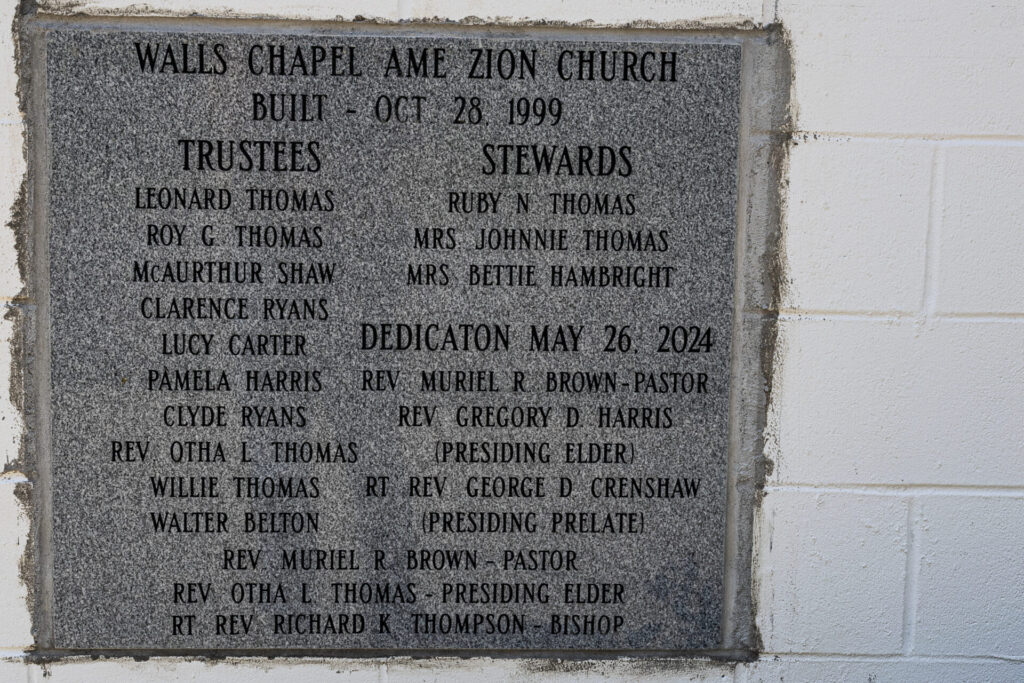 WALLS CHAPEL AME ZION CHURCH
BUILT - OCT 28, 1999
TRUSTEES
LEONARD THOMAS
ROY G THOMAS
McAURTHUR SHAW
CLARENCE RYANS
LUCY CARTER
PAMELA HARRIS
CLYDE RYANS
REV OTHA L THOMAS
WILLIE THOMAS
WALTER BELTON
STEWARDS
RUBY N THOMAS
MRS JOHNNIE THOMAS
MRS BETTIE HAMBRIGHT
DEDICATON MAY 26, 2024
REV MURIEL R BROWN-PASTOR
REV GREGORY D HARRIS
(PRESIDING ELDER)
RT REV GEORGE D CRENSHAW
(PRESIDING PRELATE)
REV MURIEL R BROWN - PASTOR
REV OTHA L THOMAS - PRESIDING ELDER
RT REV RICHARD K THOMPSON - BISHOP